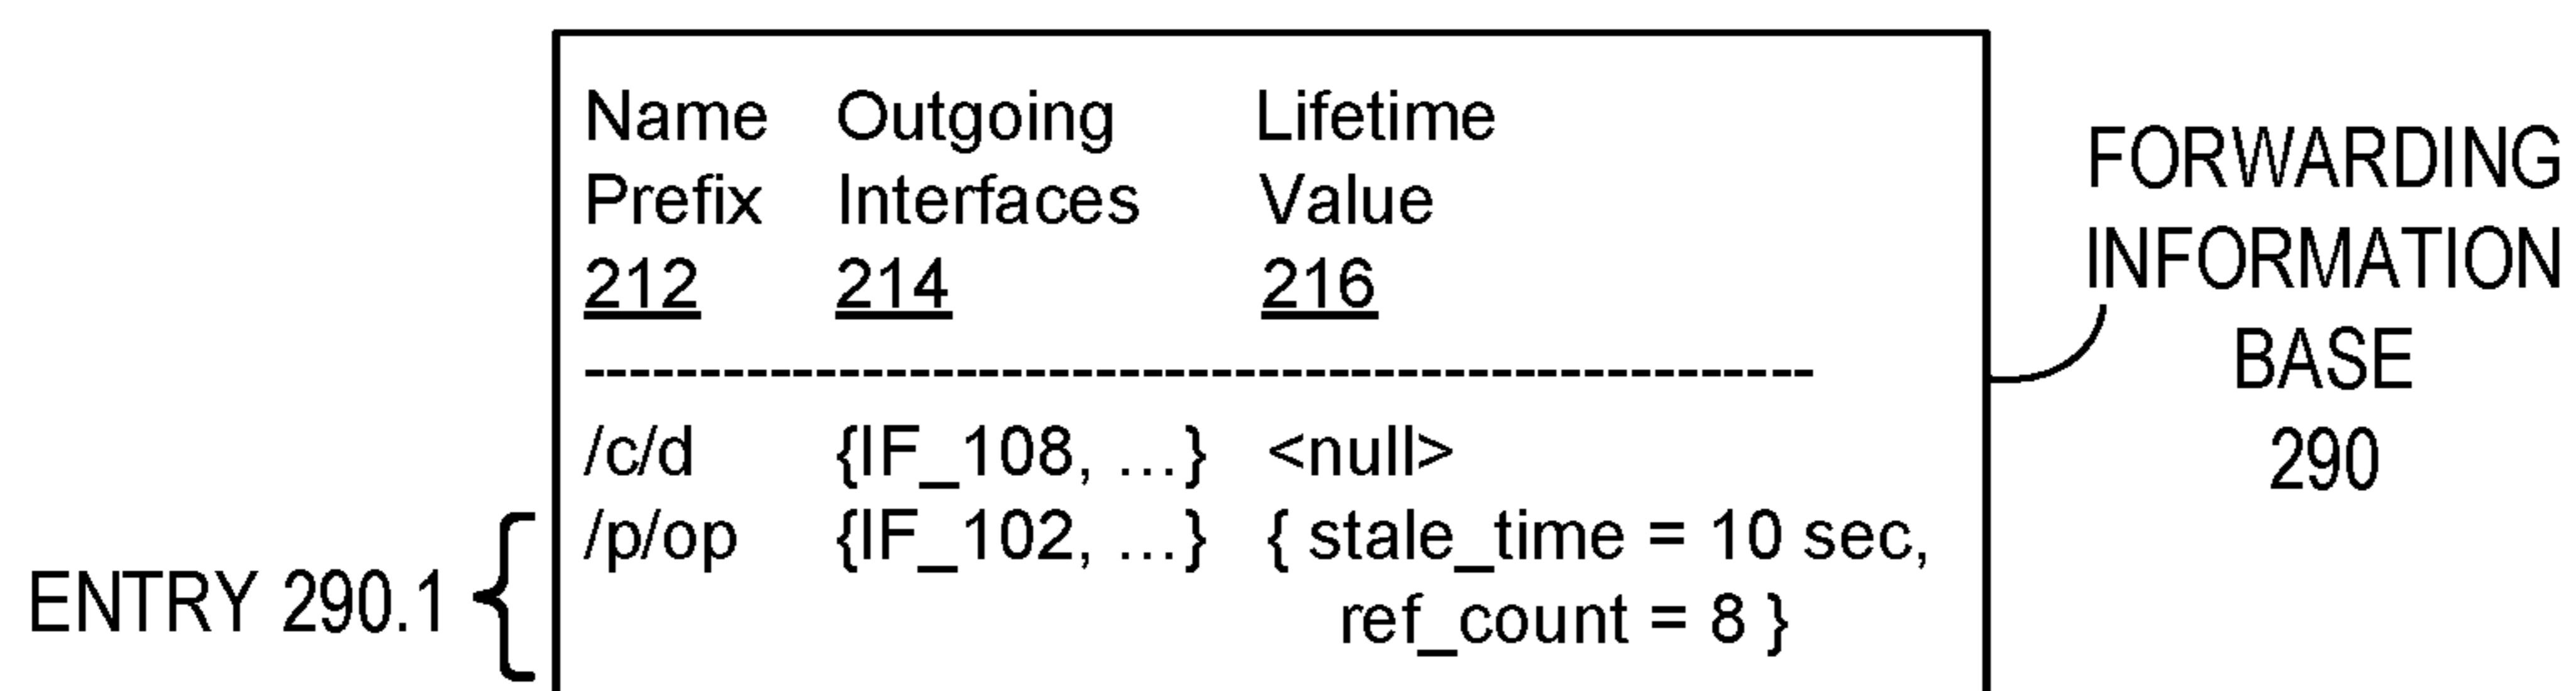 Name Outgoing Lifetime
Prefix Interfaces Value
212 214 216
--------------------------------------------------------
/c/d {IF_108, ...} <null>
/p/op {IF_102, ...} { stale_time = 10 sec,
ref_count = 8 }
ENTRY 290.1
FORWARDING
INFORMATION
BASE
290